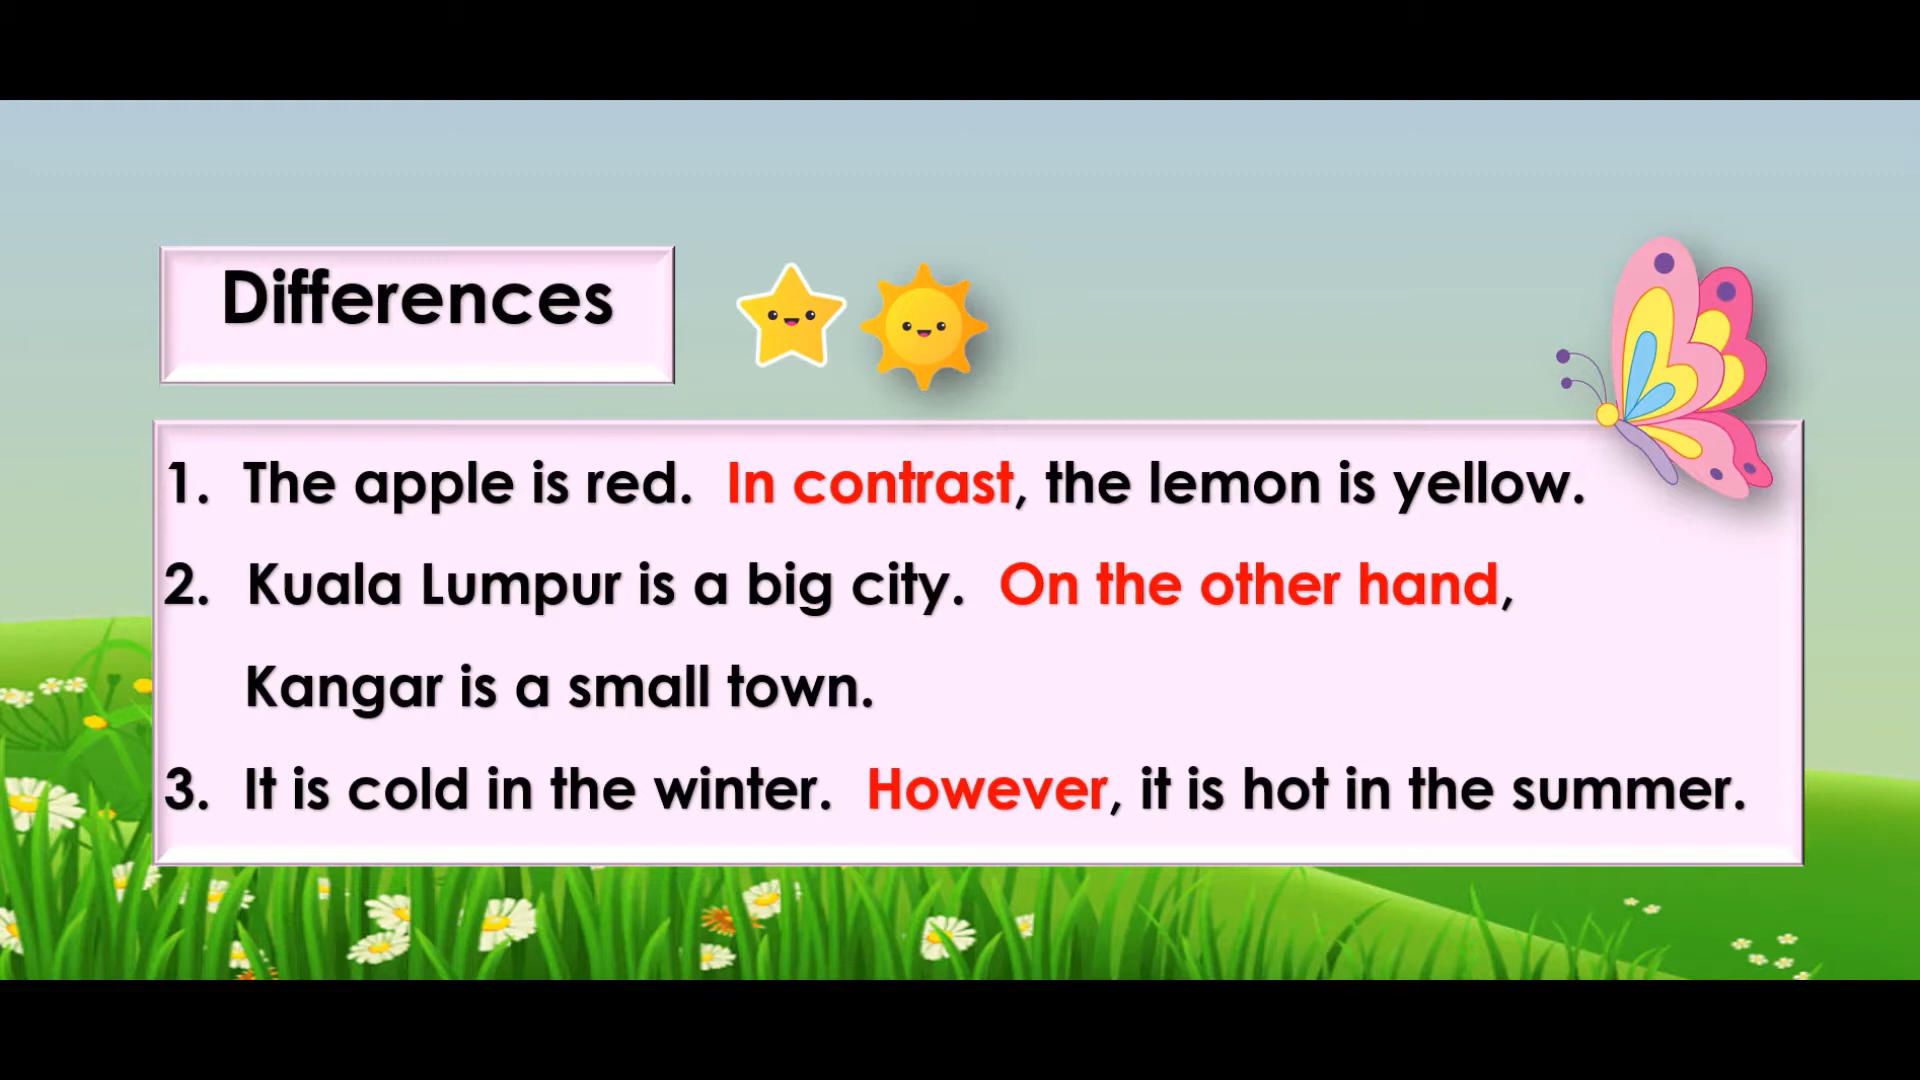 Differences
1. The apple is red. In contrast, the lemon is yellow.
2. Kuala Lumpur is a big city. On the other hand,
Kangar is a small town.
3. It is cold in the winter. However, it is hot in the summer.